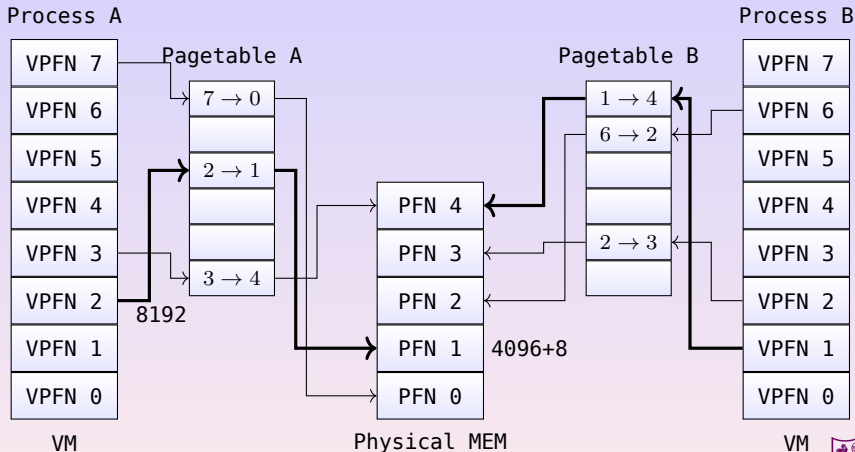 Process A
VPFN 7
VPFN 6
VPFN 5
VPFN 4
VPFN 3
VPFN 2
VPFN 1
VPFN 0
VM
8192
Pagetable A
7 → 0
2 → 1
3 → 4
PFN 4
PFN 3
PFN 2
PFN 1
PFN 0
4096+8
Physical MEM
Pagetable B
1 → 4
6 → 2
2 → 3
Process B
VPFN 7
VPFN 6
VPFN 5
VPFN 4
VPFN 3
VPFN 2
VPFN 1
VPFN 0
VM